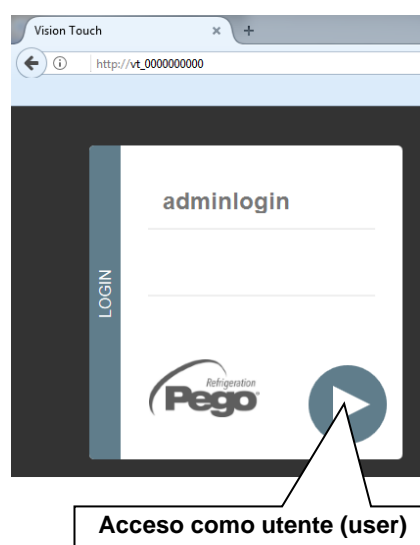 Vision Touch × +
http://vt_0000000000
adminlogin
LOGIN
Refrigeration
Pego
Acceso como utente (user)